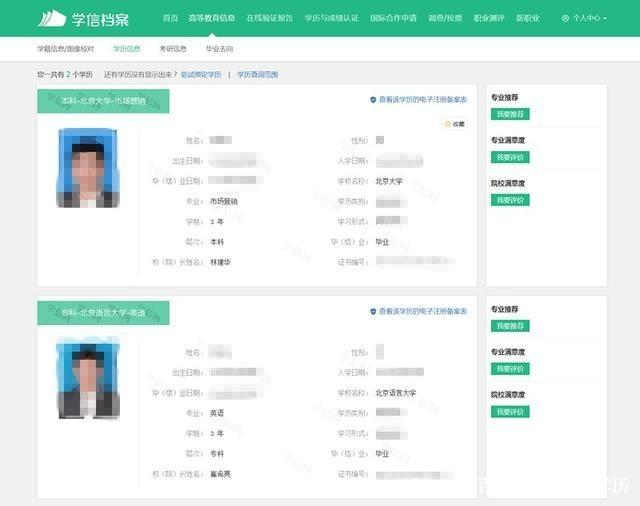 学信档案
首页 高等教育信息 在线验证报告 学历与成绩认证 国际合作申请 调查/投票 职业测评 新职业 个人中心
学籍信息/图像校对 学历信息 考研信息 毕业去向
您一共有 2 个学历 还有学历没有显示出来？ 尝试绑定学历 | 学历查询范围
本科-北京大学-市场营销
查看该学历的电子注册备案表
收藏
姓名： 性别：
出生日期： 入学日期：
毕（结）业日期： 学校名称： 北京大学
专业： 市场营销 学历类别：
学制： 3 年 学习形式：
层次： 本科 毕（结）业： 毕业
校（院）长姓名： 林建华 证书编号：
专业推荐
我要推荐
专业满意度
我要评价
院校满意度
我要评价
专科-北京语言大学-英语
查看该学历的电子注册备案表
姓名： 性别：
出生日期： 入学日期：
毕（结）业日期： 学校名称： 北京语言大学
专业： 英语 学历类别：
学制： 3 年 学习形式：
层次： 专科 毕（结）业： 毕业
校（院）长姓名： 崔希亮 证书编号：
专业推荐
我要推荐
专业满意度
我要评价
院校满意度
我要评价
学信网